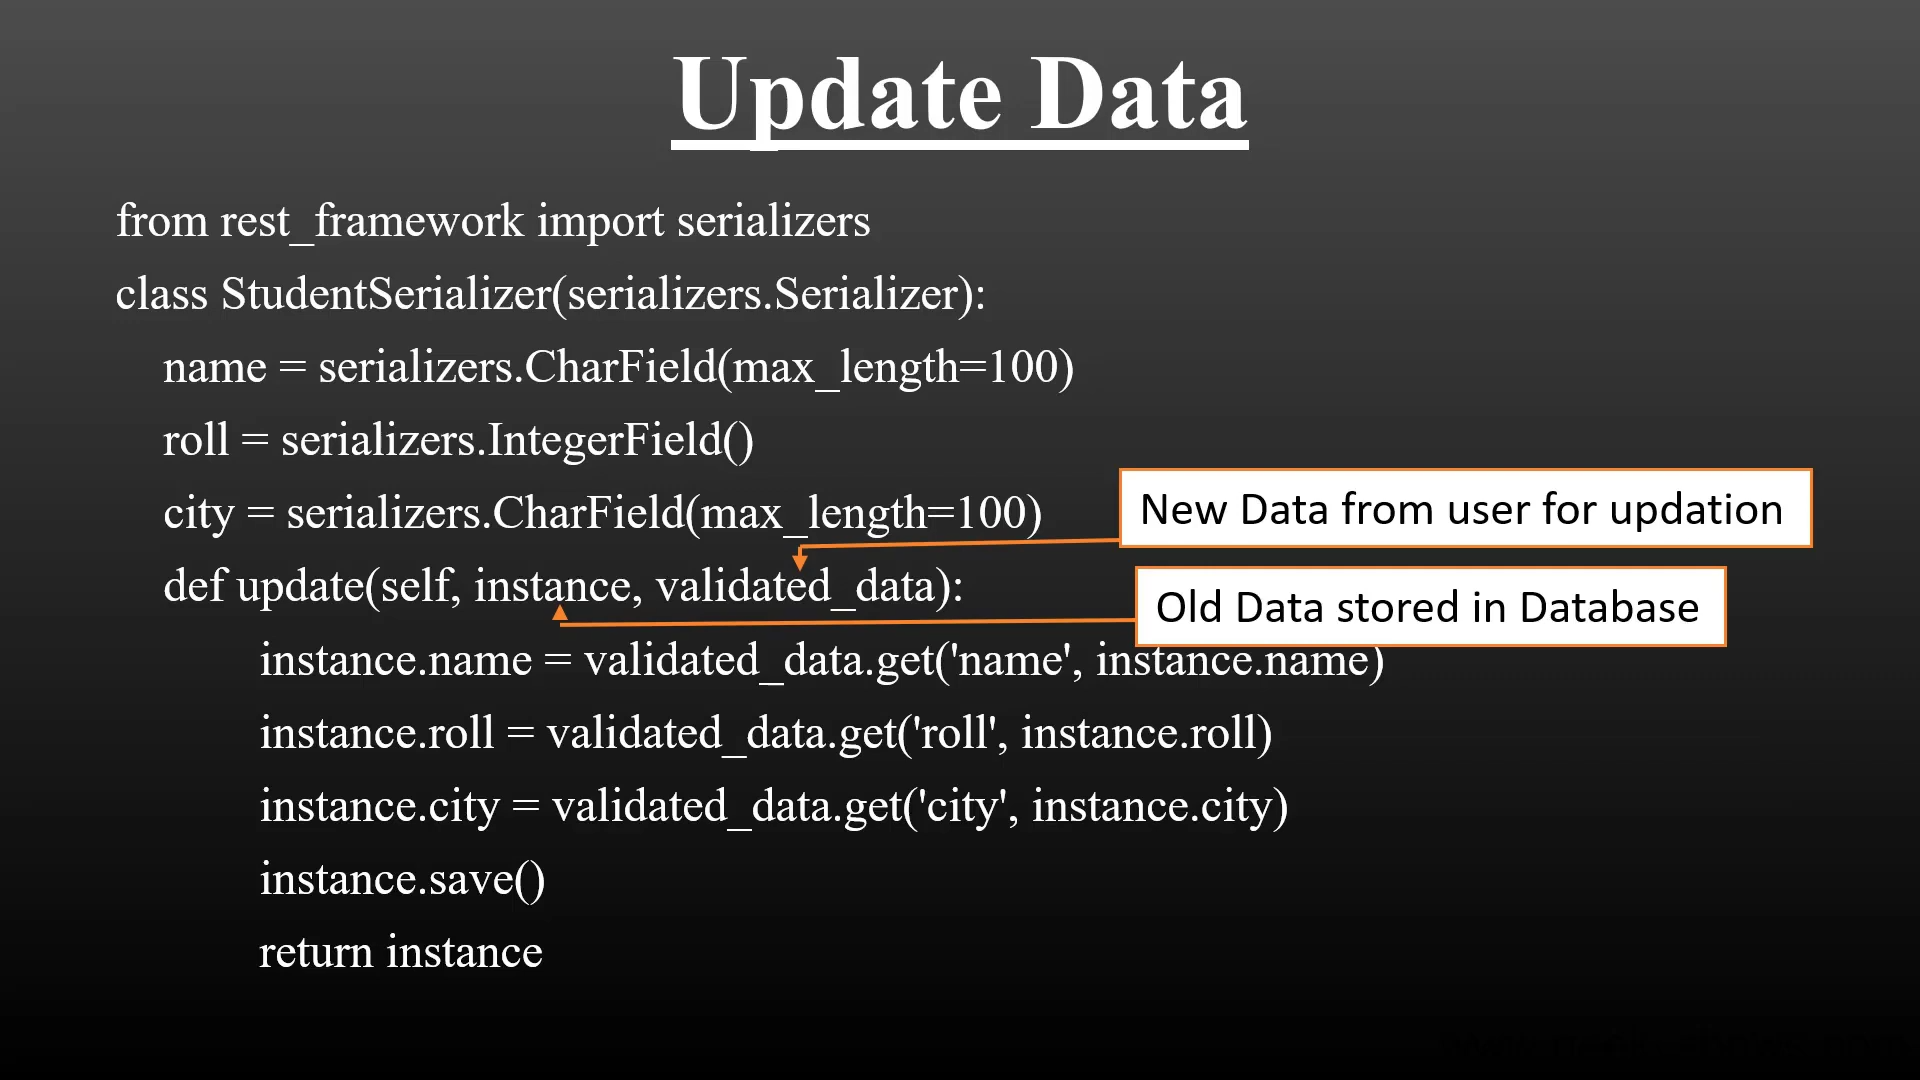 Update Data
from rest_framework import serializers
class StudentSerializer(serializers.Serializer):
name = serializers.CharField(max_length=100)
roll = serializers.IntegerField()
city = serializers.CharField(max_length=100)
New Data from user for updation
def update(self, instance, validated_data):
Old Data stored in Database
instance.name = validated_data.get('name', instance.name)
instance.roll = validated_data.get('roll', instance.roll)
instance.city = validated_data.get('city', instance.city)
instance.save()
return instance